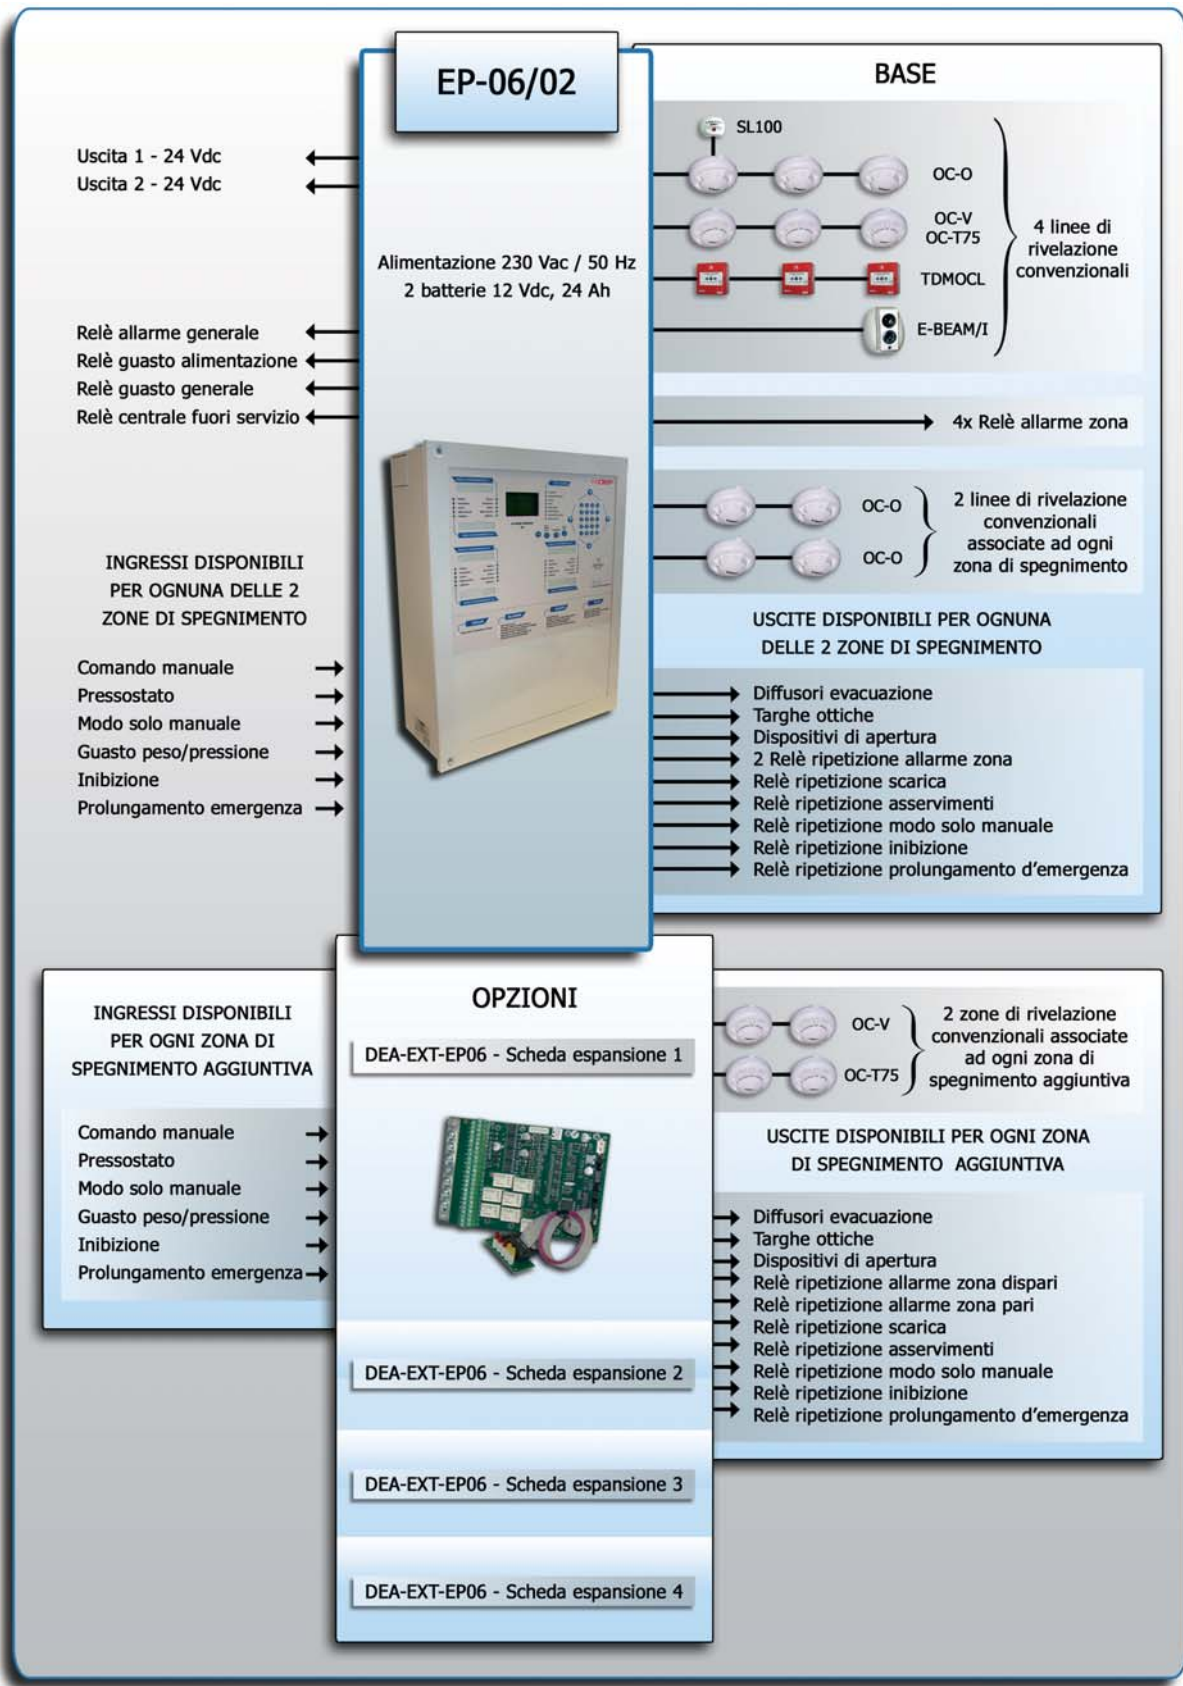 EP-06/02
BASE
SL100
OC-O
OC-V
OC-T75
TDMOCL
E-BEAM/I
4 linee di
rivelazione
convenzionali
Uscita 1 - 24 Vdc
Uscita 2 - 24 Vdc
Alimentazione 230 Vac / 50 Hz
2 batterie 12 Vdc, 24 Ah
Relè allarme generale
Relè guasto alimentazione
Relè guasto generale
Relè centrale fuori servizio
4x Relè allarme zona
OC-O
OC-O
2 linee di rivelazione
convenzionali
associate ad ogni
zona di spegnimento
INGRESSI DISPONIBILI
PER OGNUNA DELLE 2
ZONE DI SPEGNIMENTO
Comando manuale
Pressostato
Modo solo manuale
Guasto peso/pressione
Inibizione
Prolungamento emergenza
USCITE DISPONIBILI PER OGNUNA
DELLE 2 ZONE DI SPEGNIMENTO
Diffusori evacuazione
Targhe ottiche
Dispositivi di apertura
2 Relè ripetizione allarme zona
Relè ripetizione scarica
Relè ripetizione asservimenti
Relè ripetizione modo solo manuale
Relè ripetizione inibizione
Relè ripetizione prolungamento d'emergenza
OPZIONI
DEA-EXT-EP06 - Scheda espansione 1
INGRESSI DISPONIBILI
PER OGNI ZONA DI
SPEGNIMENTO AGGIUNTIVA
Comando manuale
Pressostato
Modo solo manuale
Guasto peso/pressione
Inibizione
Prolungamento emergenza
OC-V
OC-T75
2 zone di rivelazione
convenzionali associate
ad ogni zona di
spegnimento aggiuntiva
USCITE DISPONIBILI PER OGNI ZONA
DI SPEGNIMENTO AGGIUNTIVA
Diffusori evacuazione
Targhe ottiche
Dispositivi di apertura
Relè ripetizione allarme zona dispari
Relè ripetizione allarme zona pari
Relè ripetizione scarica
Relè ripetizione asservimenti
Relè ripetizione modo solo manuale
Relè ripetizione inibizione
Relè ripetizione prolungamento d'emergenza
DEA-EXT-EP06 - Scheda espansione 2
DEA-EXT-EP06 - Scheda espansione 3
DEA-EXT-EP06 - Scheda espansione 4